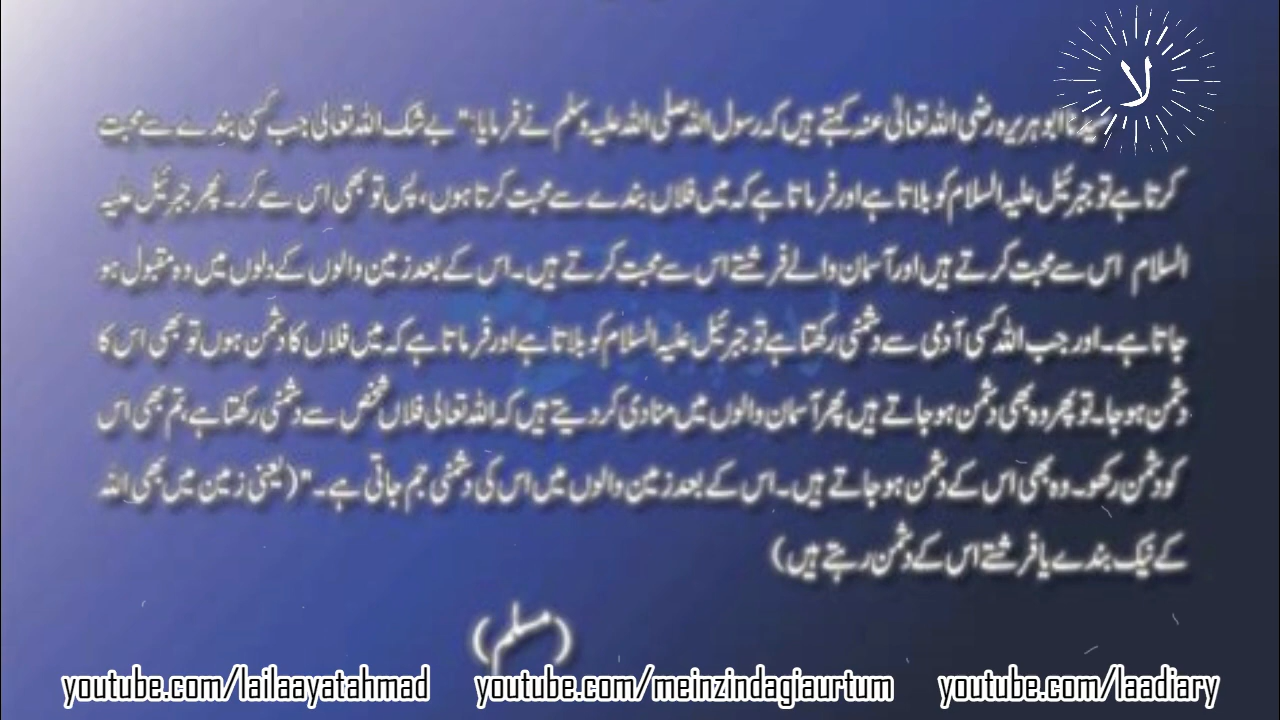 لا
سیدنا ابو ہریرہ رضی اللہ تعالٰی عنہ کہتے ہیں کہ رسول اللہ صلی اللہ علیہ وسلم نے فرمایا: "بے شک اللہ تعالیٰ جب کسی بندے سے محبت
کرتا ہے تو جبرئیل علیہ السلام کو بلاتا ہے اور فرماتا ہے کہ میں فلاں بندے سے محبت کرتا ہوں، پس تو بھی اس سے کر۔ پھر جبرئیل علیہ
السلام اس سے محبت کرتے ہیں اور آسمان والے فرشتے اس سے محبت کرتے ہیں۔ اس کے بعد زمین والوں کے دلوں میں وہ مقبول ہو
جاتا ہے۔ اور جب اللہ کسی آدمی سے دشمنی رکھتا ہے تو جبرئیل علیہ السلام کو بلاتا ہے اور فرماتا ہے کہ میں فلاں کا دشمن ہوں تو بھی اس کا
دشمن ہو جا۔ تو پھر وہ بھی دشمن ہو جاتے ہیں پھر آسمان والوں میں منادی کر دیتے ہیں کہ اللہ تعالیٰ فلاں شخص سے دشمنی رکھتا ہے، تم بھی اس
کو دشمن رکھو۔ وہ بھی اس کے دشمن ہو جاتے ہیں۔ اس کے بعد زمین والوں میں اس کی دشمنی جم جاتی ہے۔" (یعنی زمین میں بھی اللہ
کے نیک بندے یا فرشتے اس کے دشمن رہتے ہیں)
(مسلم)
youtube.com/lailaayatahmad youtube.com/meinzindagiaurtum youtube.com/laadiary